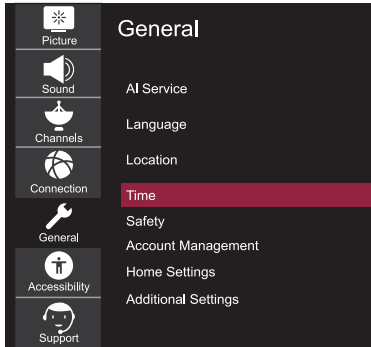 Picture
Sound
Channels
Connection
General
Accessibility
Support
General
AI Service
Language
Location
Time
Safety
Account Management
Home Settings
Additional Settings